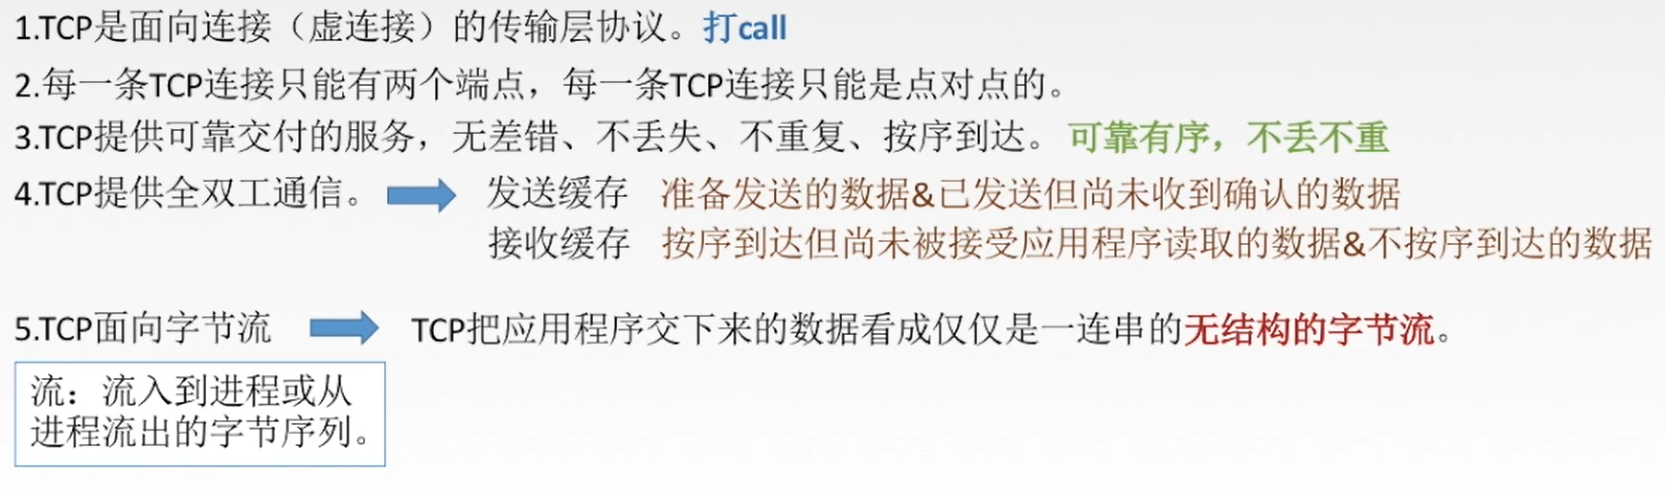 1.TCP是面向连接（虚连接）的传输层协议。打call
2.每一条TCP连接只能有两个端点，每一条TCP连接只能是点对点的。
3.TCP提供可靠交付的服务，无差错、不丢失、不重复、按序到达。可靠有序，不丢不重
4.TCP提供全双工通信。 发送缓存 准备发送的数据&已发送但尚未收到确认的数据
接收缓存 按序到达但尚未被接受应用程序读取的数据&不按序到达的数据
5.TCP面向字节流 TCP把应用程序交下来的数据看成仅仅是一连串的无结构的字节流。
流：流入到进程或从
进程流出的字节序列。